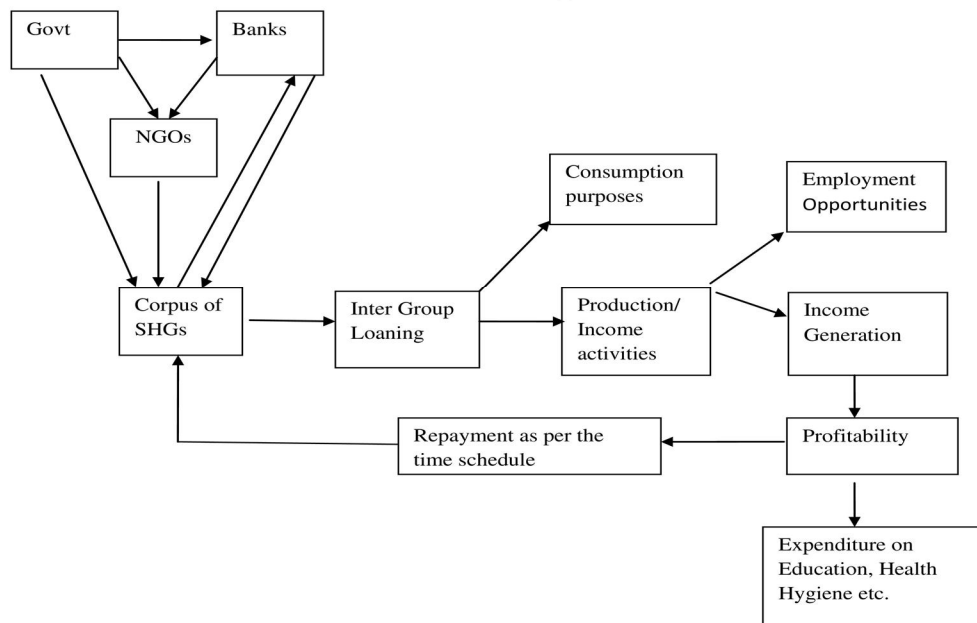 Govt
Banks
NGOs
Consumption
purposes
Employment
Opportunities
Corpus of
SHGs
Inter Group
Loaning
Production/
Income
activities
Income
Generation
Repayment as per the
time schedule
Profitability
Expenditure on
Education, Health
Hygiene etc.